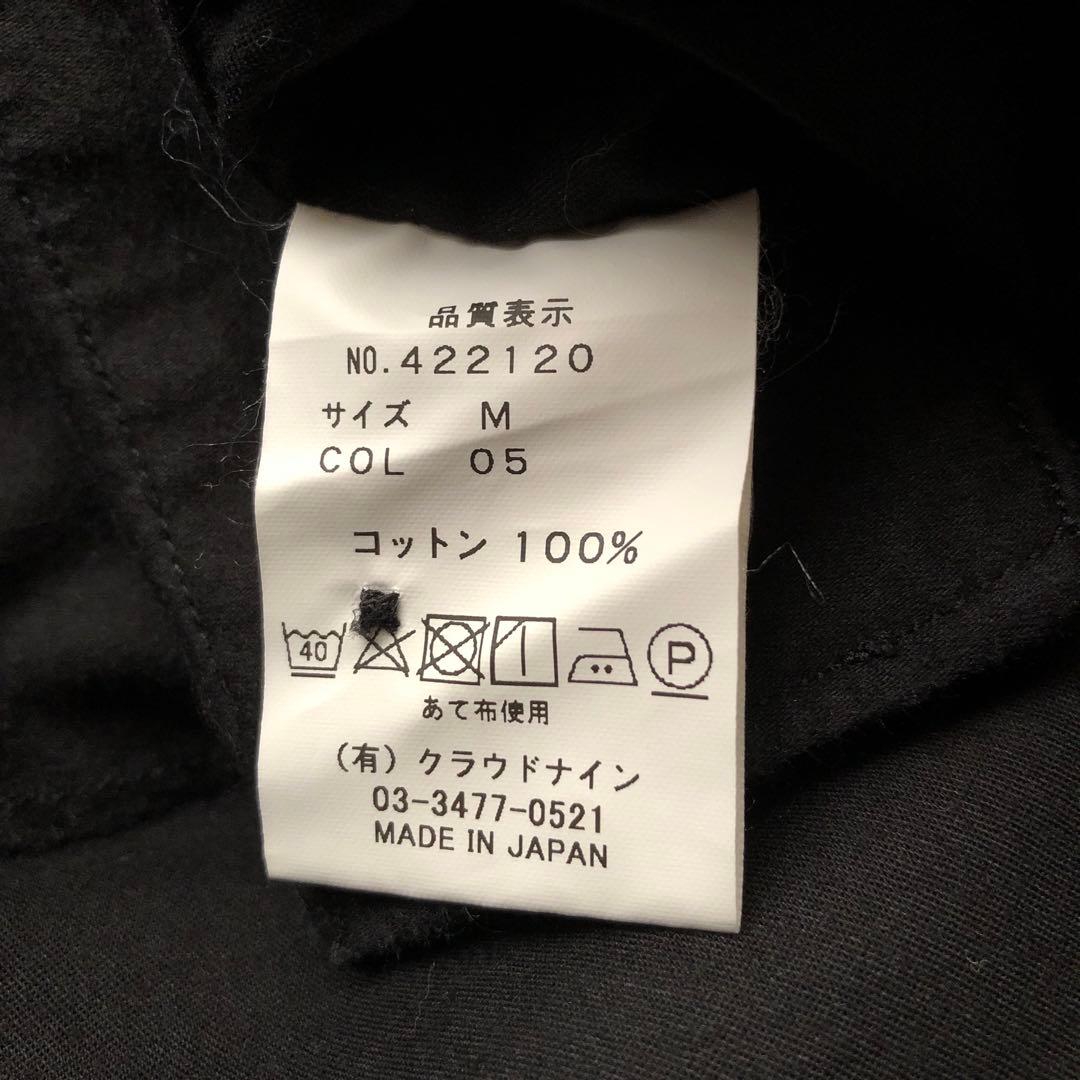 品質表示
NO.422120
サイズ M
COL 05
コットン 100%
40 P
あて布使用
(有)クラウドナイン
03-3477-0521
MADE IN JAPAN